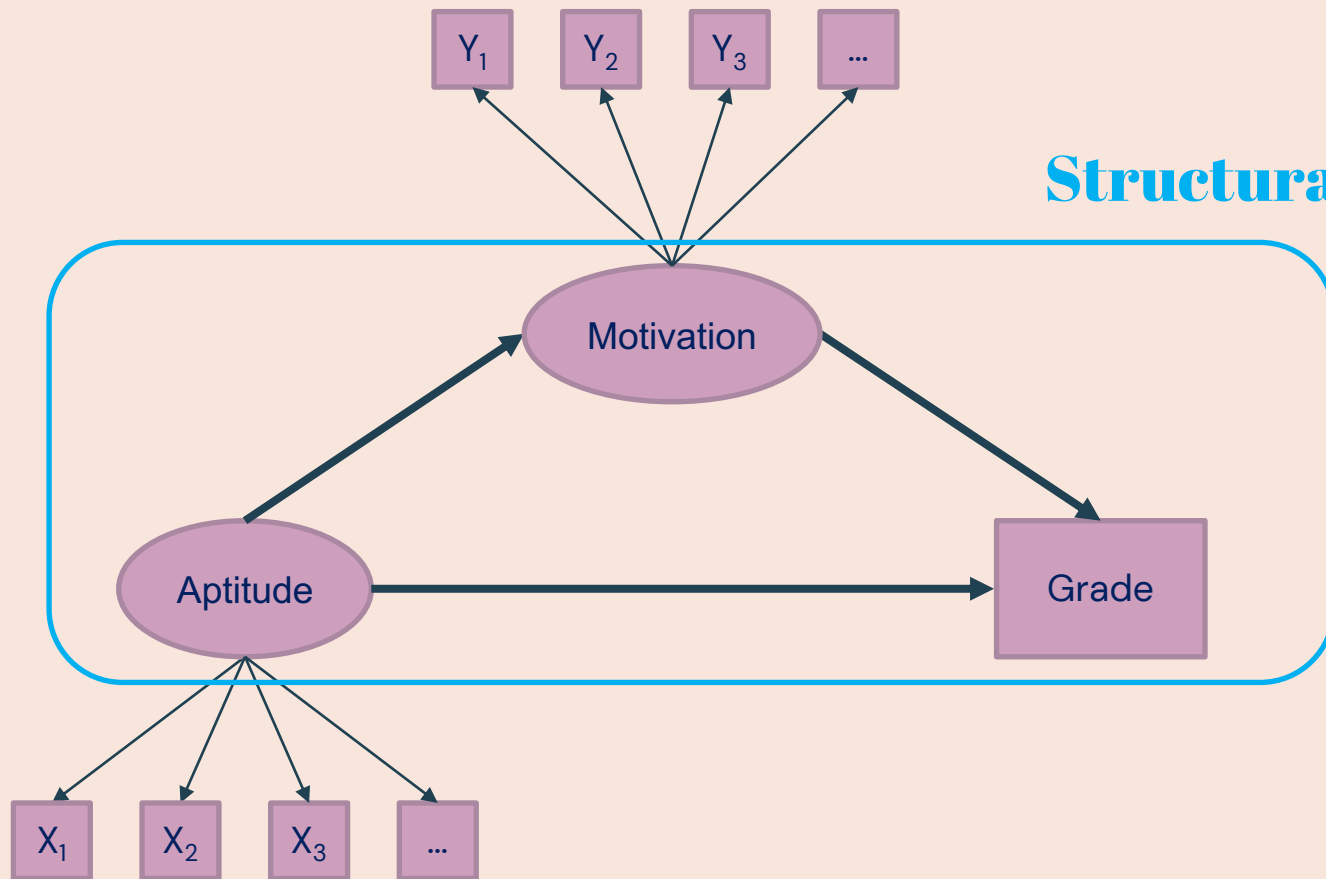 Y₁ Y₂ Y₃ ...
Structura
Motivation
Aptitude
Grade
X₁ X₂ X₃ ...